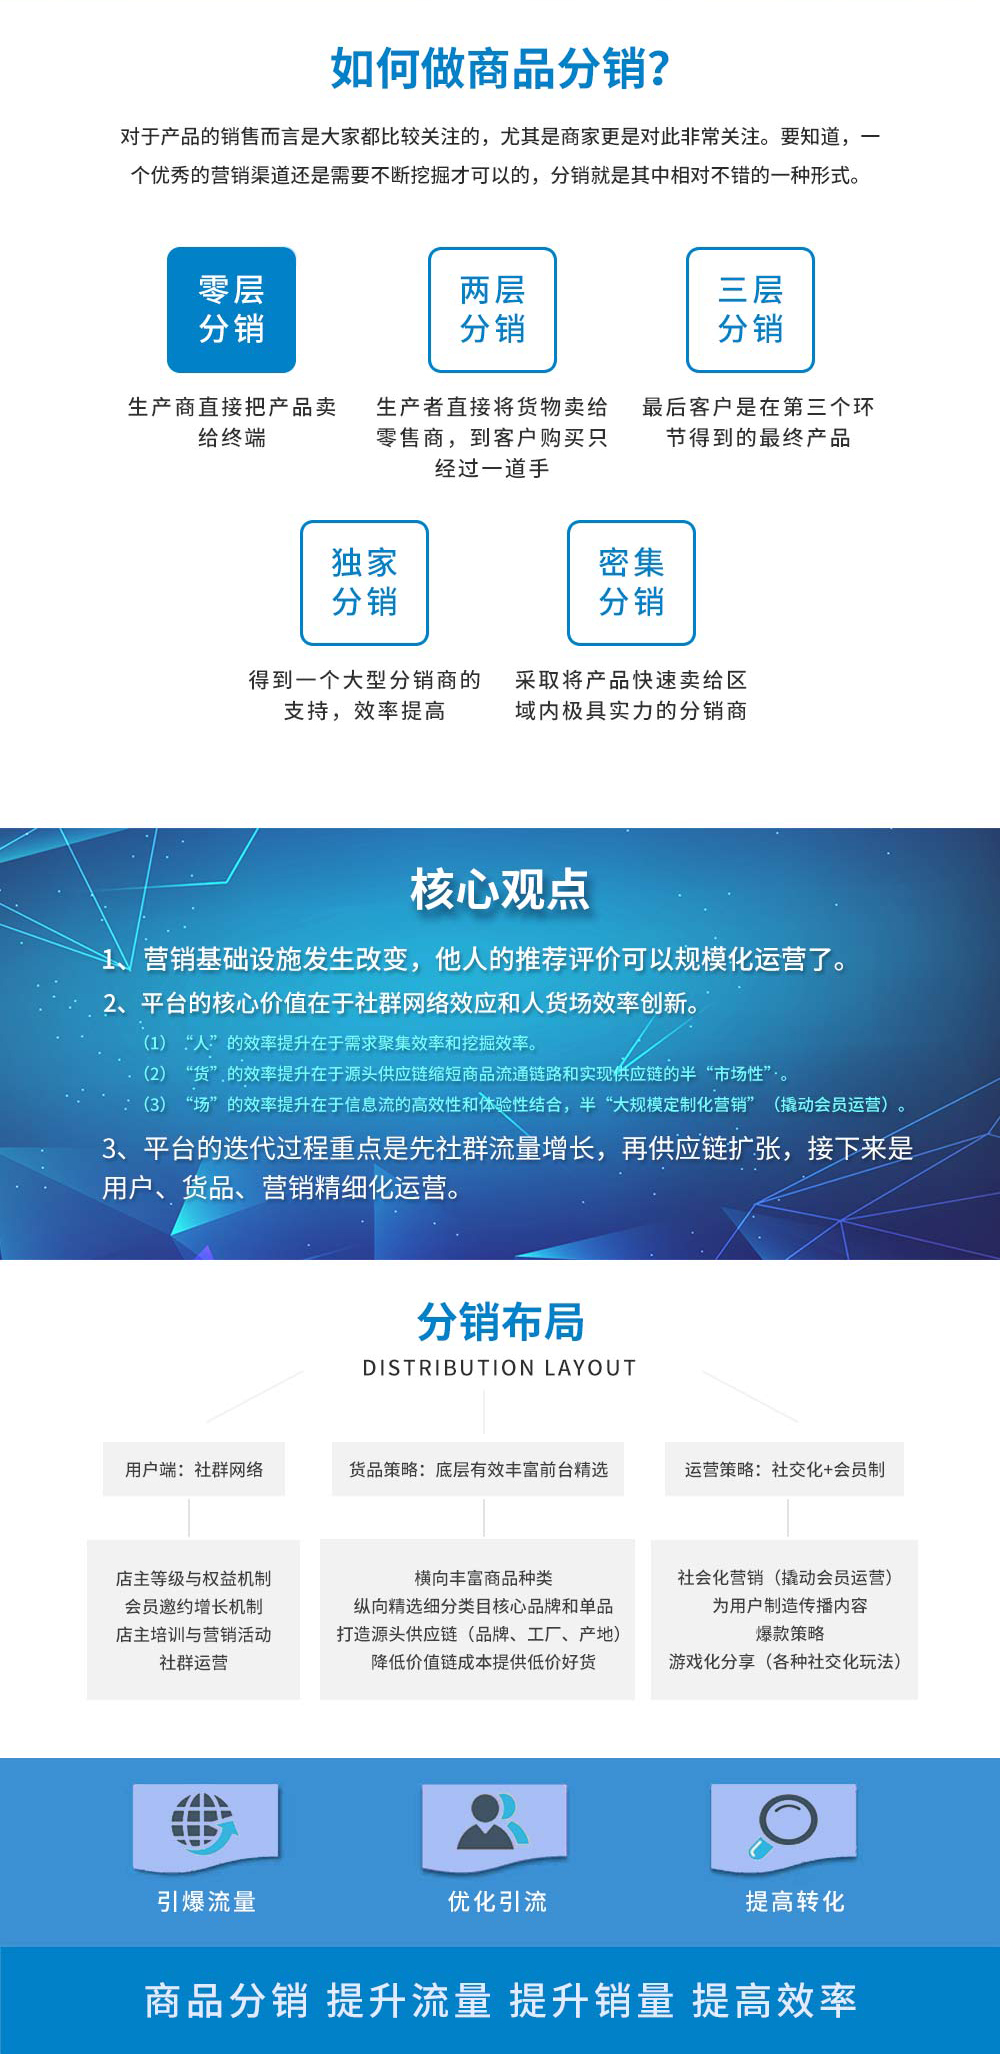 如何做商品分销？
对于产品的销售而言是大家都比较关注的，尤其是商家更是对此非常关注。要知道，一
个优秀的营销渠道还是需要不断挖掘才可以的，分销就是其中相对不错的一种形式。
零层
分销
两层
分销
三层
分销
生产商直接把产品卖
给终端
生产者直接将货物卖给
零售商，到客户购买只
经过一道手
最后客户是在第三个环
节得到的最终产品
独家
分销
密集
分销
得到一个大型分销商的
支持，效率提高
采取将产品快速卖给区
域内极具实力的分销商
核心观点
1、营销基础设施发生改变，他人的推荐评价可以规模化运营了。
2、平台的核心价值在于社群网络效应和人货场效率创新。
（1）“人”的效率提升在于需求聚集效率和挖掘效率。
（2）“货”的效率提升在于源头供应链缩短商品流通链路和实现供应链的半“市场性”。
（3）“场”的效率提升在于信息流的高效性和体验性结合，半“大规模定制化营销”（撬动会员运营）。
3、平台的迭代过程重点是先社群流量增长，再供应链扩张，接下来是
用户、货品、营销精细化运营。
分销布局
DISTRIBUTION LAYOUT
用户端：社群网络
货品策略：底层有效丰富前台精选
运营策略：社交化+会员制
店主等级与权益机制
会员邀约增长机制
店主培训与营销活动
社群运营
横向丰富商品种类
纵向精选细分类目核心品牌和单品
打造源头供应链（品牌、工厂、产地）
降低价值链成本提供低价好货
社会化营销（撬动会员运营）
为用户制造传播内容
爆款策略
游戏化分享（各种社交化玩法）
引爆流量
优化引流
提高转化
商品分销 提升流量 提升销量 提高效率